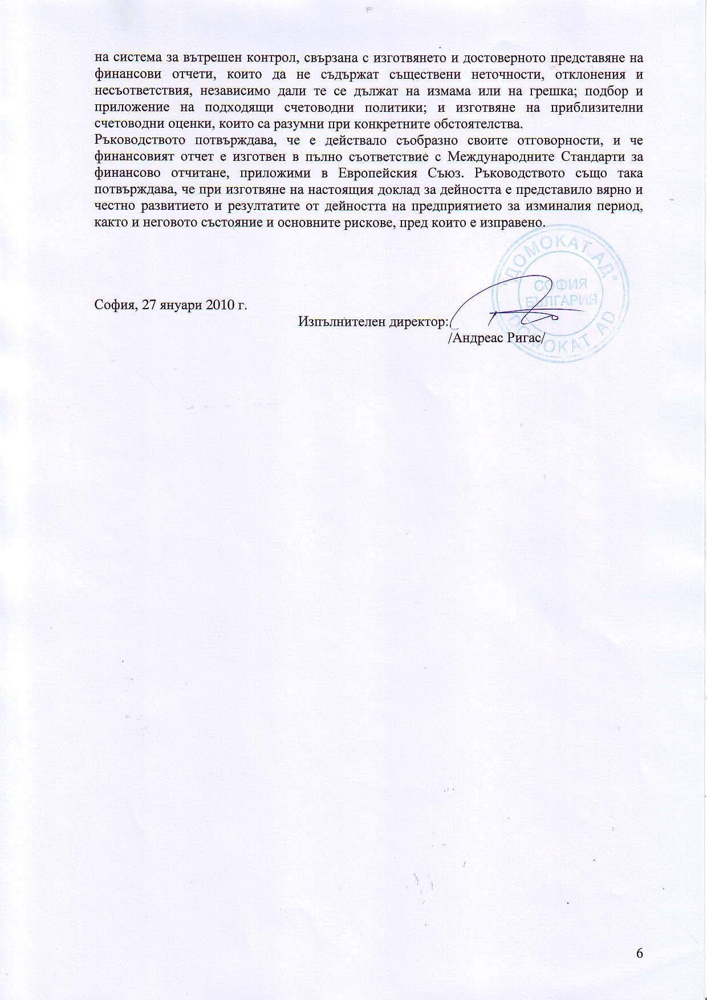 на система за вътрешен контрол, свързана с изготвянето и достоверното представяне на
финансови отчети, които да не съдържат съществени неточности, отклонения и
несъответствия, независимо дали те се дължат на измама или на грешка; подбор и
приложение на подходящи счетоводни политики; и изготвяне на приблизителни
счетоводни оценки, които са разумни при конкретните обстоятелства.
Ръководството потвърждава, че е действало съобразно своите отговорности, и че
финансовият отчет е изготвен в пълно съответствие с Международните Стандарти за
финансово отчитане, приложими в Европейския Съюз. Ръководството също така
потвърждава, че при изготвяне на настоящия доклад за дейността е представило вярно и
честно развитието и резултатите от дейността на предприятието за изминалия период,
както и неговото състояние и основните рискове, пред които е изправено.
"ДОМОКАТ АД"
СОФИЯ
БЪЛГАРИЯ
DOMOKAT AD
София, 27 януари 2010 г.
Изпълнителен директор:
/Андреас Ригас/
6